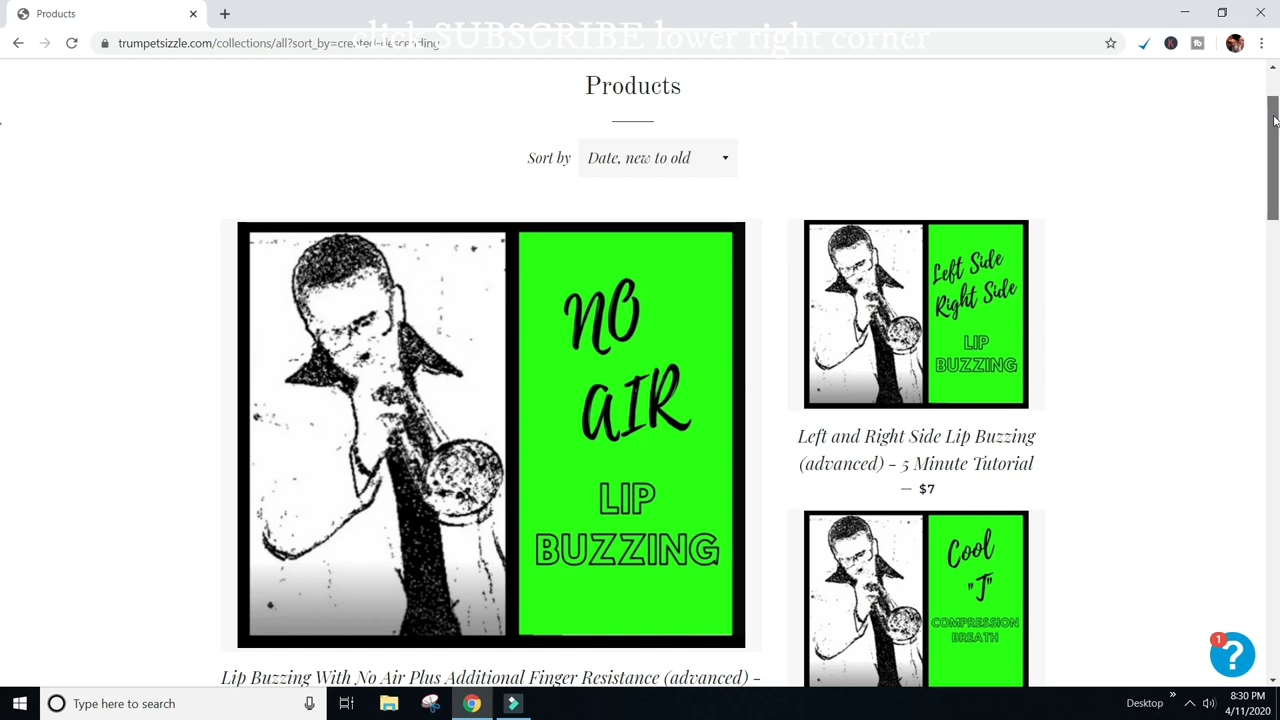 Products
click SUBSCRIBE lower right corner
trumpetsizzle.com/collections/all?sort_by=created-descending
Products
Sort by Date, new to old
NO
AIR
LIP
BUZZING
Left Side
Right Side
LIP
BUZZING
Left and Right Side Lip Buzzing
(advanced) - 5 Minute Tutorial
— $7
Cool
"J"
COMPRESSION
BREATH
Lip Buzzing With No Air Plus Additional Finger Resistance (advanced) -
1
?
Type here to search
Desktop
8:30 PM
4/11/2020